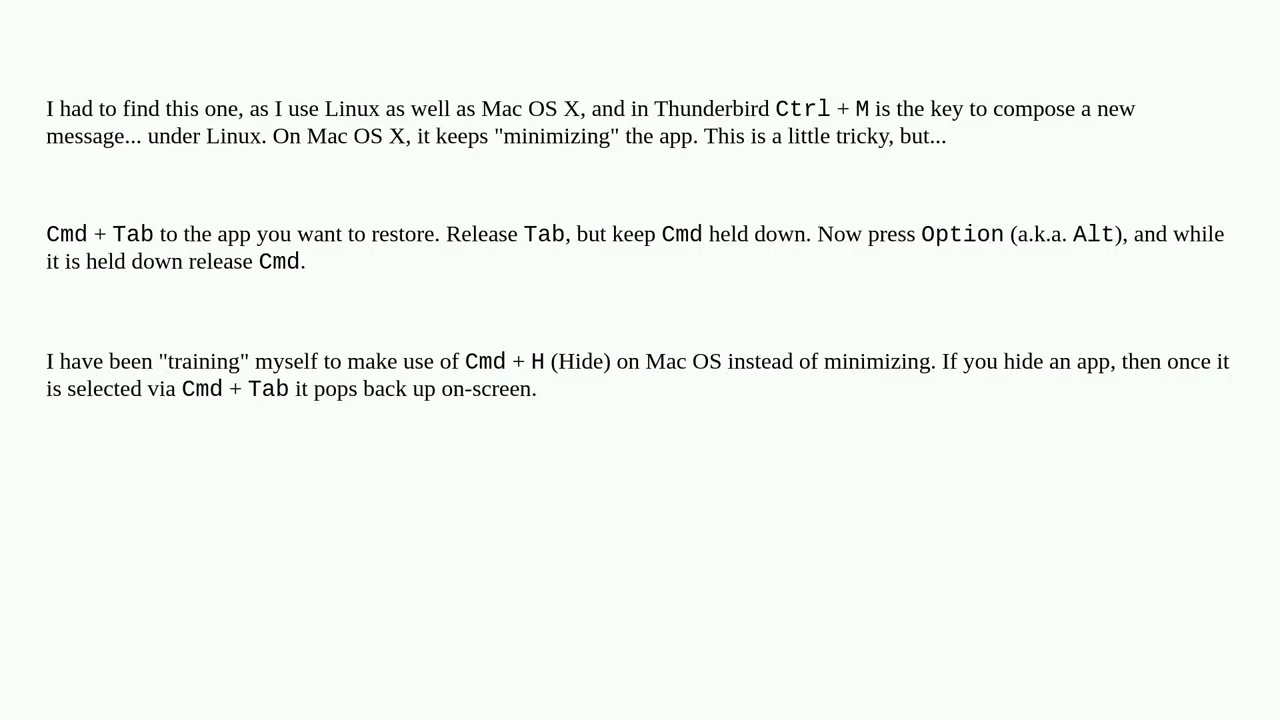 I had to find this one, as I use Linux as well as Mac OS X, and in Thunderbird Ctrl + M is the key to compose a new
message... under Linux. On Mac OS X, it keeps "minimizing" the app. This is a little tricky, but...
Cmd + Tab to the app you want to restore. Release Tab, but keep Cmd held down. Now press Option (a.k.a. Alt), and while
it is held down release Cmd.
I have been "training" myself to make use of Cmd + H (Hide) on Mac OS instead of minimizing. If you hide an app, then once it
is selected via Cmd + Tab it pops back up on-screen.